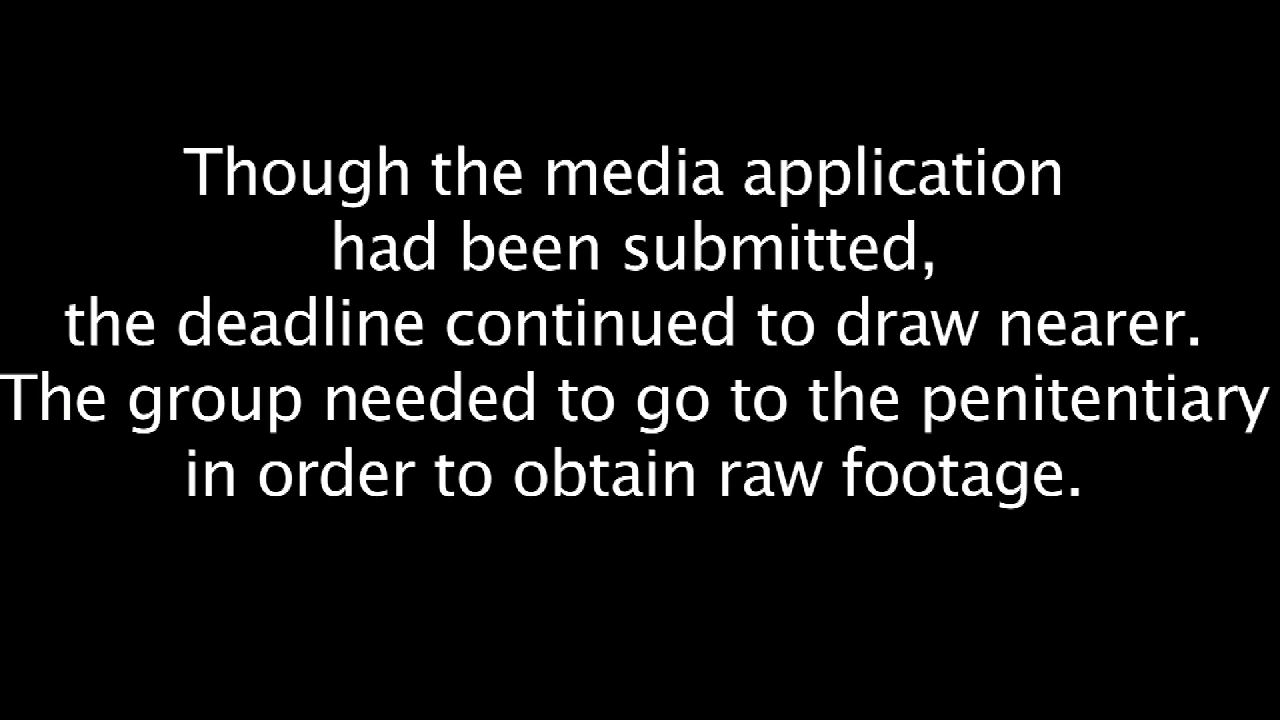 Though the media application
had been submitted,
the deadline continued to draw nearer.
The group needed to go to the penitentiary
in order to obtain raw footage.